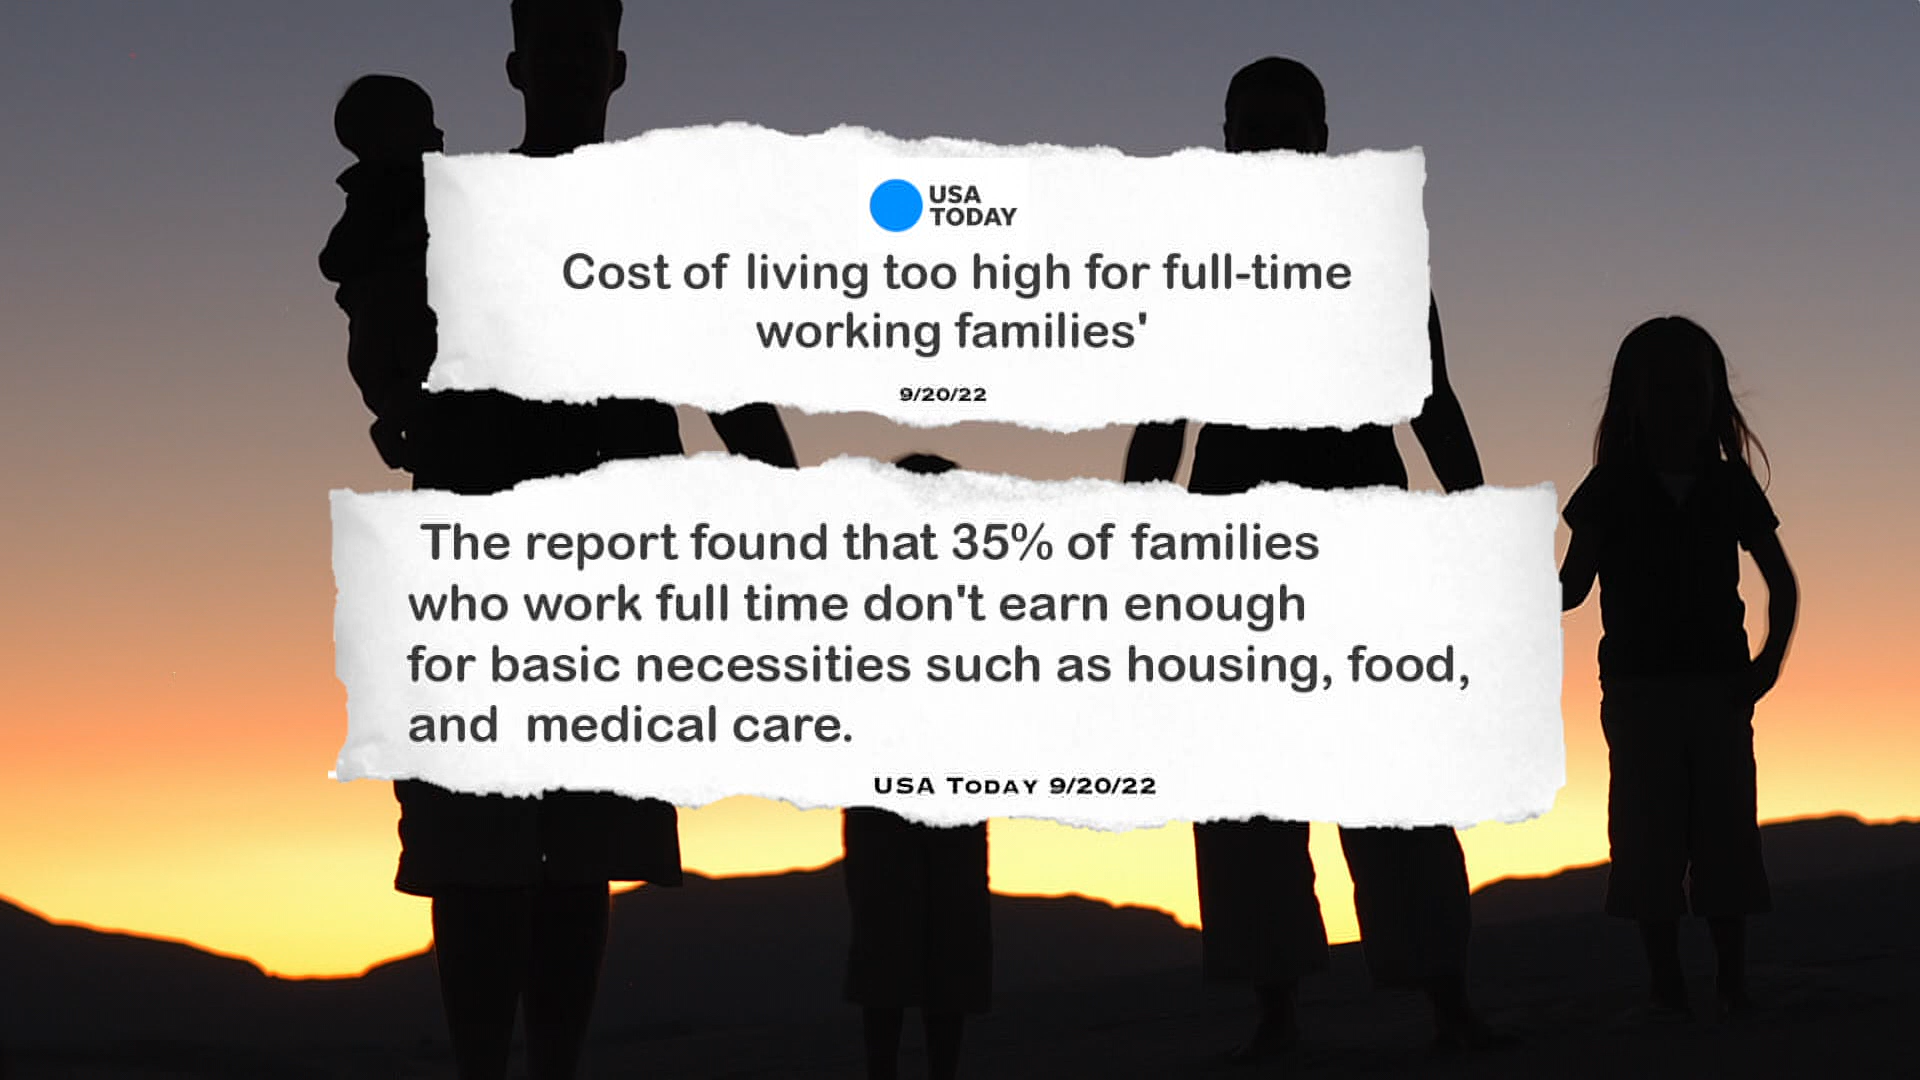 USA
TODAY
Cost of living too high for full-time
working families'
9/20/22
The report found that 35% of families
who work full time don't earn enough
for basic necessities such as housing, food,
and medical care.
USA TODAY 9/20/22